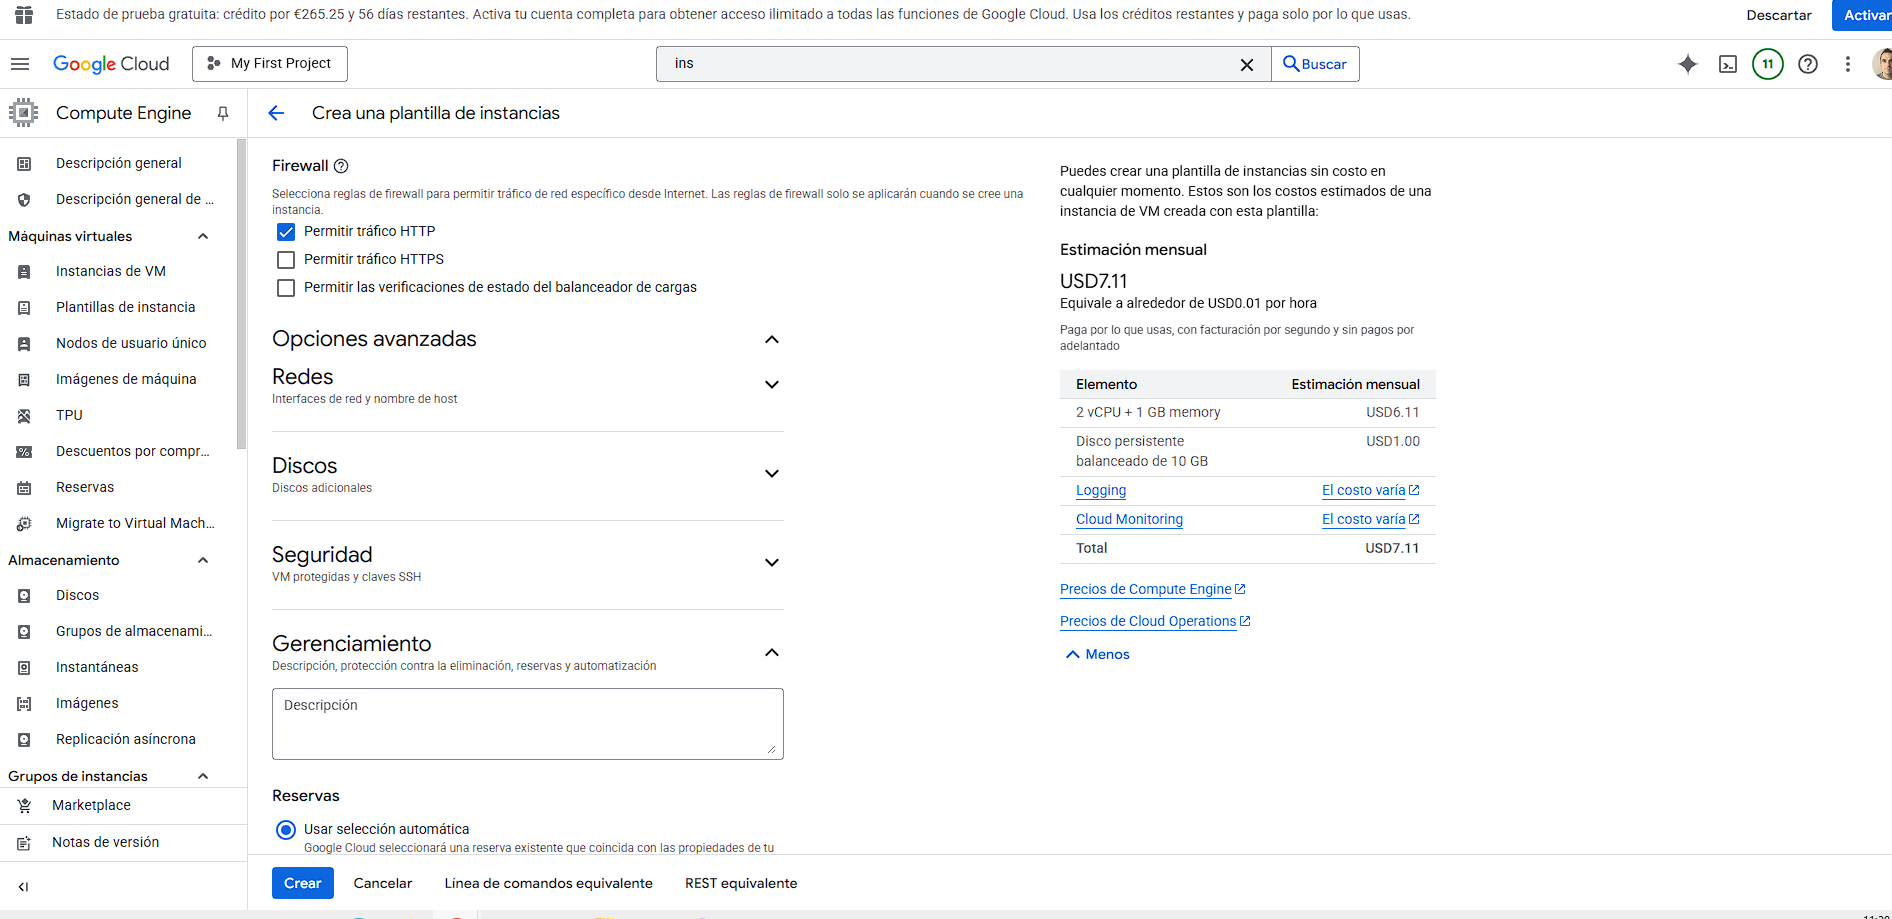 Estado de prueba gratuita: crédito por €265.25 y 56 días restantes. Activa tu cuenta completa para obtener acceso ilimitado a todas las funciones de Google Cloud. Usa los créditos restantes y paga solo por lo que usas.
Descartar
Activar
Google Cloud
My First Project
ins
Buscar
11
Compute Engine
Crea una plantilla de instancias
Descripción general
Descripción general de ...
Máquinas virtuales
Instancias de VM
Plantillas de instancia
Nodos de usuario único
Imágenes de máquina
TPU
Descuentos por compr...
Reservas
Migrate to Virtual Mach...
Almacenamiento
Discos
Grupos de almacenami...
Instantáneas
Imágenes
Replicación asíncrona
Grupos de instancias
Marketplace
Notas de versión
Firewall
Selecciona reglas de firewall para permitir tráfico de red específico desde Internet. Las reglas de firewall solo se aplicarán cuando se cree una
instancia.
Permitir tráfico HTTP
Permitir tráfico HTTPS
Permitir las verificaciones de estado del balanceador de cargas
Opciones avanzadas
Redes
Interfaces de red y nombre de host
Discos
Discos adicionales
Seguridad
VM protegidas y claves SSH
Gerenciamiento
Descripción, protección contra la eliminación, reservas y automatización
Descripción
Reservas
Usar selección automática
Google Cloud seleccionará una reserva existente que coincida con las propiedades de tu
Crear
Cancelar
Línea de comandos equivalente
REST equivalente
Puedes crear una plantilla de instancias sin costo en
cualquier momento. Estos son los costos estimados de una
instancia de VM creada con esta plantilla:
Estimación mensual
USD7.11
Equivale a alrededor de USD0.01 por hora
Paga por lo que usas, con facturación por segundo y sin pagos por
adelantado
Elemento Estimación mensual
2 vCPU + 1 GB memory USD6.11
Disco persistente USD1.00
balanceado de 10 GB
Logging El costo varía
Cloud Monitoring El costo varía
Total USD7.11
Precios de Compute Engine
Precios de Cloud Operations
Menos